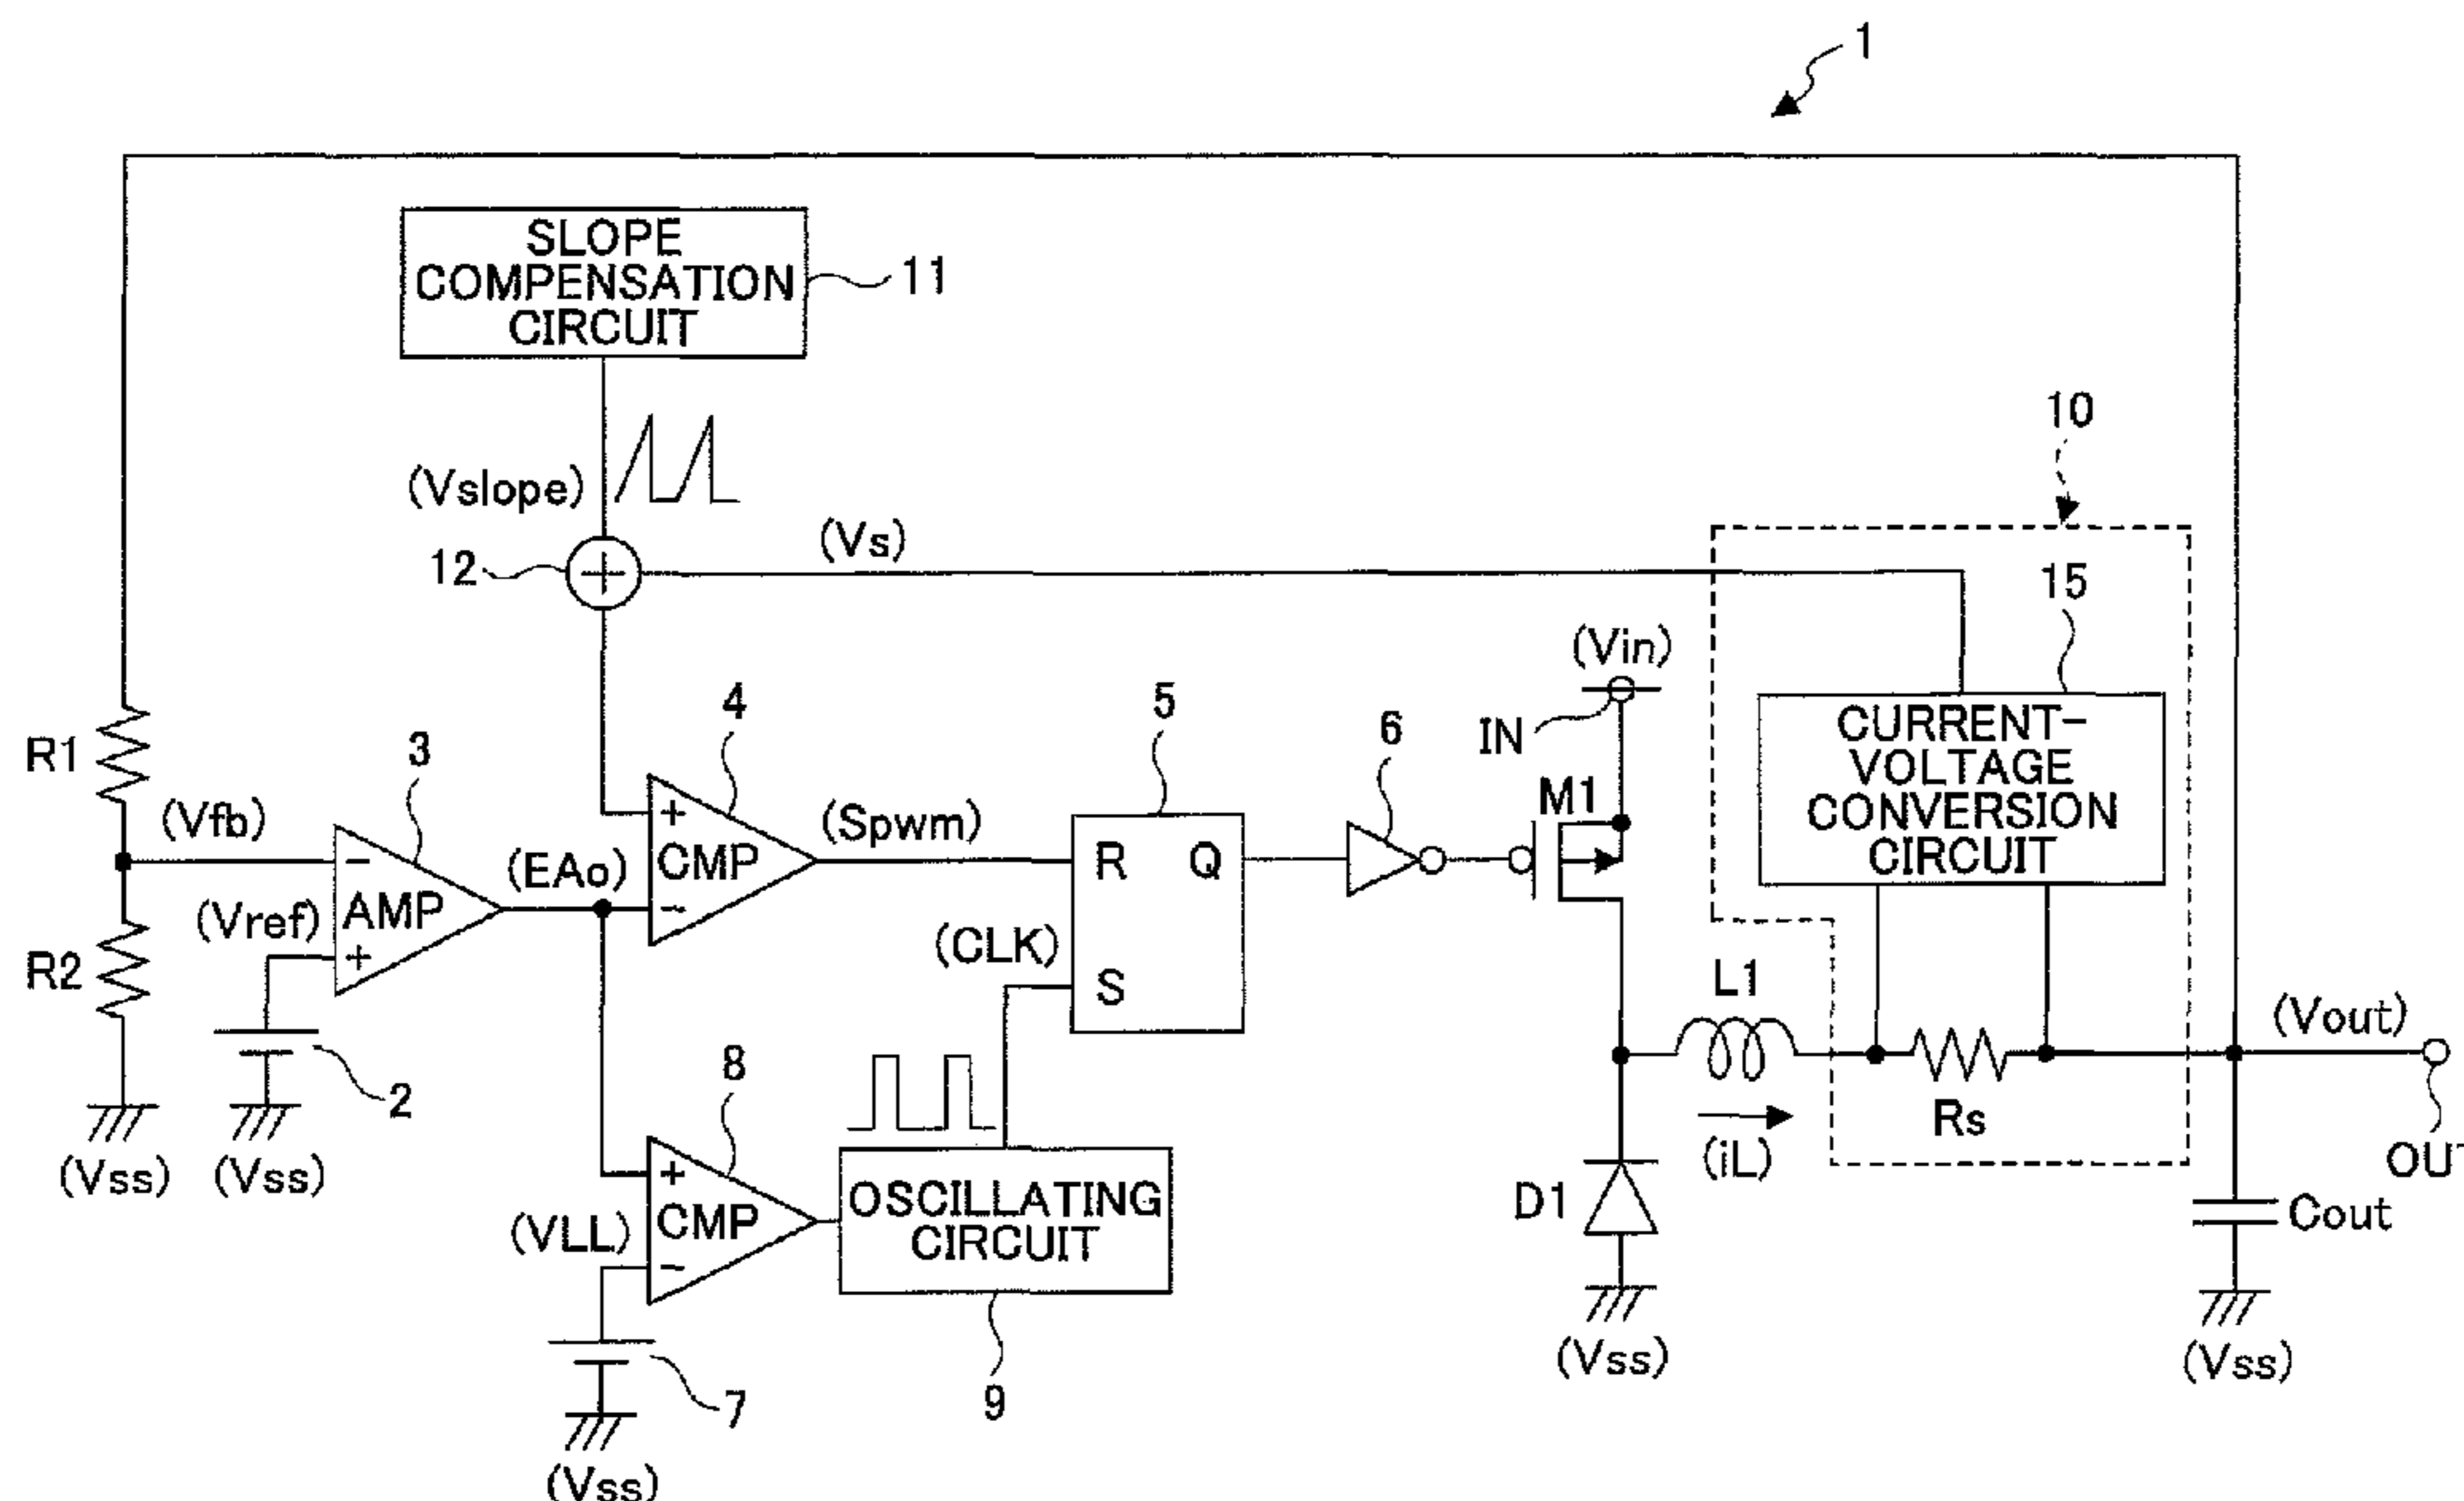 1
SLOPE
COMPENSATION
CIRCUIT
11
10
(Vslope)
12
(Vs)
15
(Vin)
IN
CURRENT-
VOLTAGE
CONVERSION
CIRCUIT
R1
(Vfb)
3
4
(Spwm)
5
6
M1
+
CMP
−
R
Q
S
−
AMP
+
(EAo)
(Vref)
R2
2
(Vss)
(Vss)
(CLK)
8
+
CMP
−
(VLL)
OSCILLATING
CIRCUIT
9
7
(Vss)
L1
(iL)
Rs
D1
(Vss)
(Vout)
OUT
Cout
(Vss)